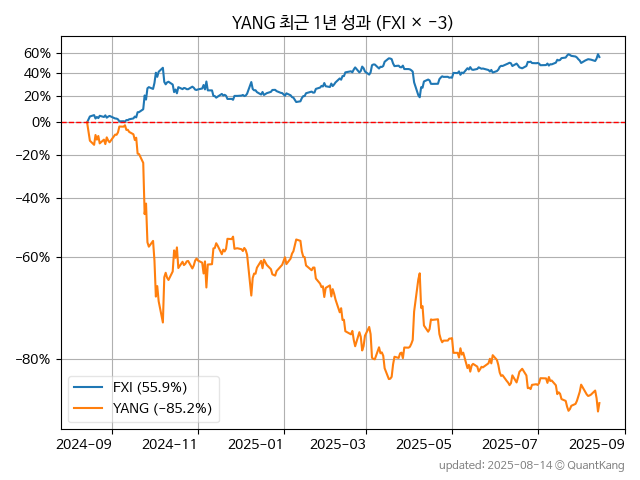 YANG 최근 1년 성과 (FXI × −3)
60%
40%
20%
0%
−20%
−40%
−60%
−80%
FXI (55.9%)
YANG (−85.2%)
2024−09 2024−11 2025−01 2025−03 2025−05 2025−07 2025−09
updated: 2025-08-14 ⓒ QuantKang